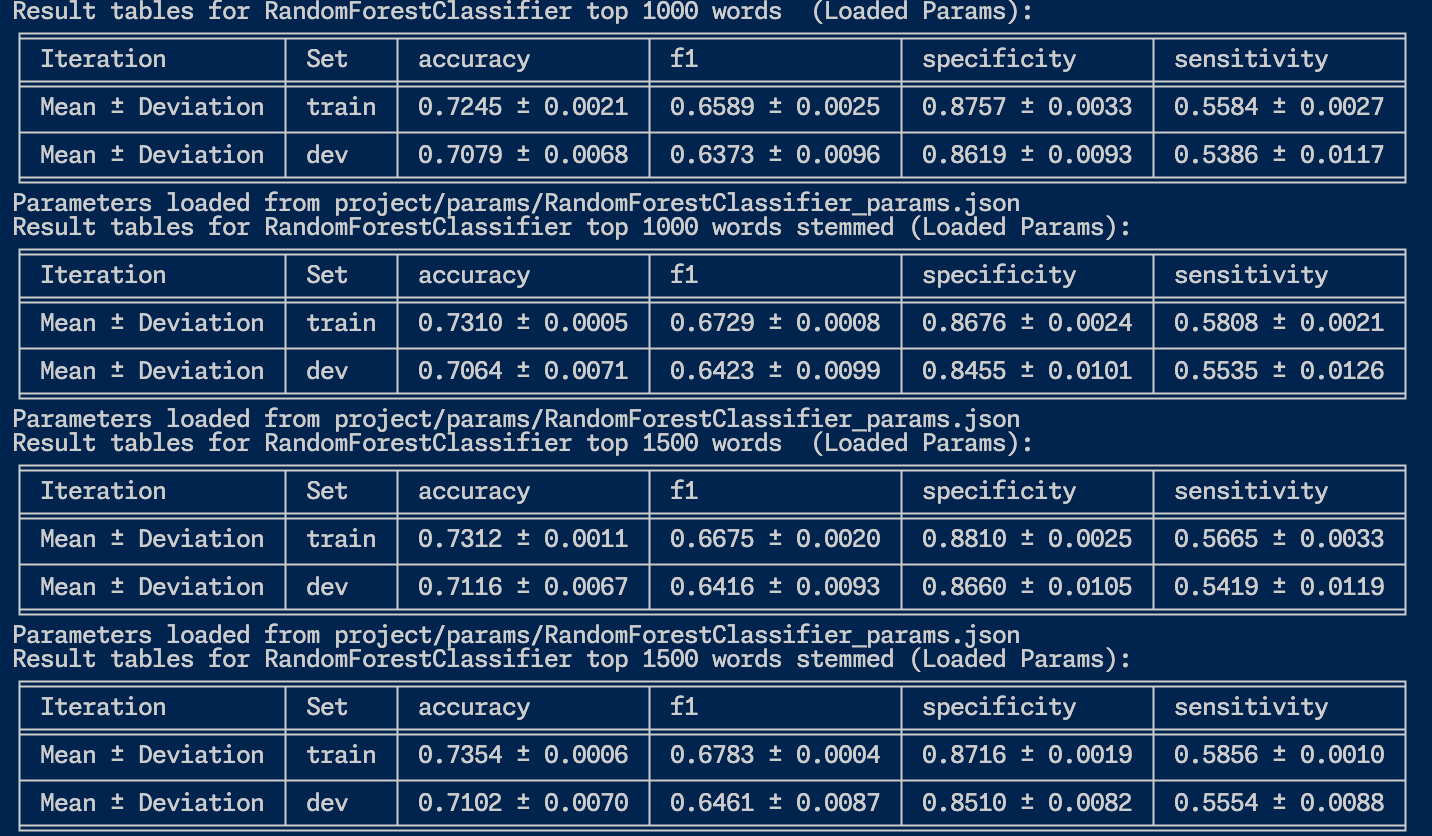 Result tables for RandomForestClassifier top 1000 words  (Loaded Params):
Iteration Set accuracy f1 specificity sensitivity
Mean ± Deviation train 0.7245 ± 0.0021 0.6589 ± 0.0025 0.8757 ± 0.0033 0.5584 ± 0.0027
Mean ± Deviation dev 0.7079 ± 0.0068 0.6373 ± 0.0096 0.8619 ± 0.0093 0.5386 ± 0.0117
Parameters loaded from project/params/RandomForestClassifier_params.json
Result tables for RandomForestClassifier top 1000 words stemmed (Loaded Params):
Iteration Set accuracy f1 specificity sensitivity
Mean ± Deviation train 0.7310 ± 0.0005 0.6729 ± 0.0008 0.8676 ± 0.0024 0.5808 ± 0.0021
Mean ± Deviation dev 0.7064 ± 0.0071 0.6423 ± 0.0099 0.8455 ± 0.0101 0.5535 ± 0.0126
Parameters loaded from project/params/RandomForestClassifier_params.json
Result tables for RandomForestClassifier top 1500 words  (Loaded Params):
Iteration Set accuracy f1 specificity sensitivity
Mean ± Deviation train 0.7312 ± 0.0011 0.6675 ± 0.0020 0.8810 ± 0.0025 0.5665 ± 0.0033
Mean ± Deviation dev 0.7116 ± 0.0067 0.6416 ± 0.0093 0.8660 ± 0.0105 0.5419 ± 0.0119
Parameters loaded from project/params/RandomForestClassifier_params.json
Result tables for RandomForestClassifier top 1500 words stemmed (Loaded Params):
Iteration Set accuracy f1 specificity sensitivity
Mean ± Deviation train 0.7354 ± 0.0006 0.6783 ± 0.0004 0.8716 ± 0.0019 0.5856 ± 0.0010
Mean ± Deviation dev 0.7102 ± 0.0070 0.6461 ± 0.0087 0.8510 ± 0.0082 0.5554 ± 0.0088